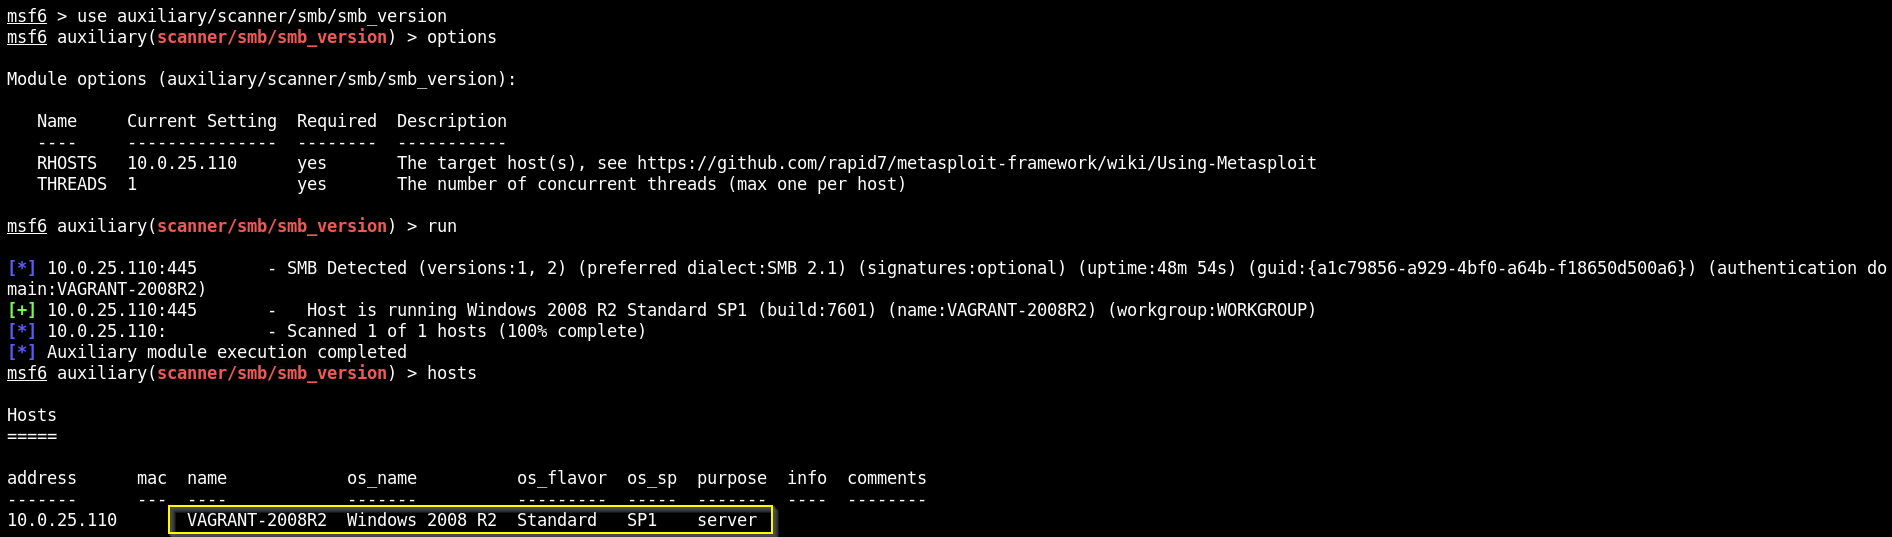 msf6 > use auxiliary/scanner/smb/smb_version
msf6 auxiliary(scanner/smb/smb_version) > options
Module options (auxiliary/scanner/smb/smb_version):
   Name     Current Setting  Required  Description
   ----     ---------------  --------  -----------
   RHOSTS   10.0.25.110      yes       The target host(s), see https://github.com/rapid7/metasploit-framework/wiki/Using-Metasploit
   THREADS  1                yes       The number of concurrent threads (max one per host)
msf6 auxiliary(scanner/smb/smb_version) > run
[*] 10.0.25.110:445       - SMB Detected (versions:1, 2) (preferred dialect:SMB 2.1) (signatures:optional) (uptime:48m 54s) (guid:{a1c79856-a929-4bf0-a64b-f18650d500a6}) (authentication do
main:VAGRANT-2008R2)
[+] 10.0.25.110:445       -   Host is running Windows 2008 R2 Standard SP1 (build:7601) (name:VAGRANT-2008R2) (workgroup:WORKGROUP)
[*] 10.0.25.110:          - Scanned 1 of 1 hosts (100% complete)
[*] Auxiliary module execution completed
msf6 auxiliary(scanner/smb/smb_version) > hosts
Hosts
=====
address      mac  name            os_name          os_flavor  os_sp  purpose  info  comments
-------      ---  ----            -------          ---------  -----  -------  ----  --------
10.0.25.110       VAGRANT-2008R2  Windows 2008 R2  Standard   SP1    server